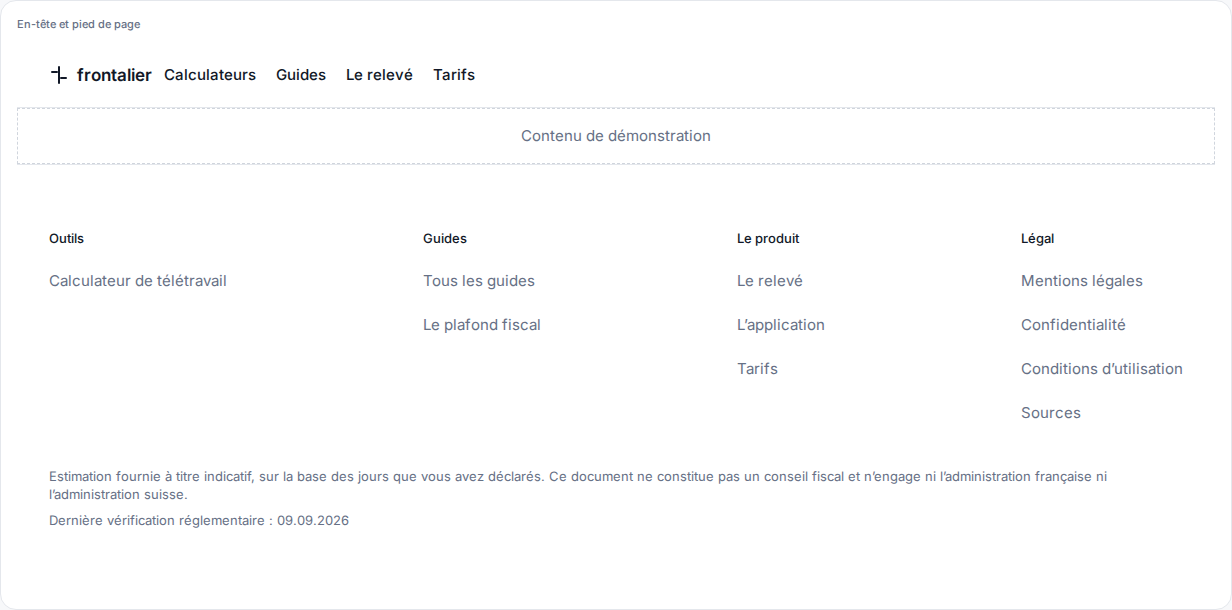 En-tête et pied de page
frontalier Calculateurs Guides Le relevé Tarifs
Contenu de démonstration
Outils
Calculateur de télétravail
Guides
Tous les guides
Le plafond fiscal
Le produit
Le relevé
L’application
Tarifs
Légal
Mentions légales
Confidentialité
Conditions d’utilisation
Sources
Estimation fournie à titre indicatif, sur la base des jours que vous avez déclarés. Ce document ne constitue pas un conseil fiscal et n’engage ni l’administration française ni
l’administration suisse.
Dernière vérification réglementaire : 09.09.2026